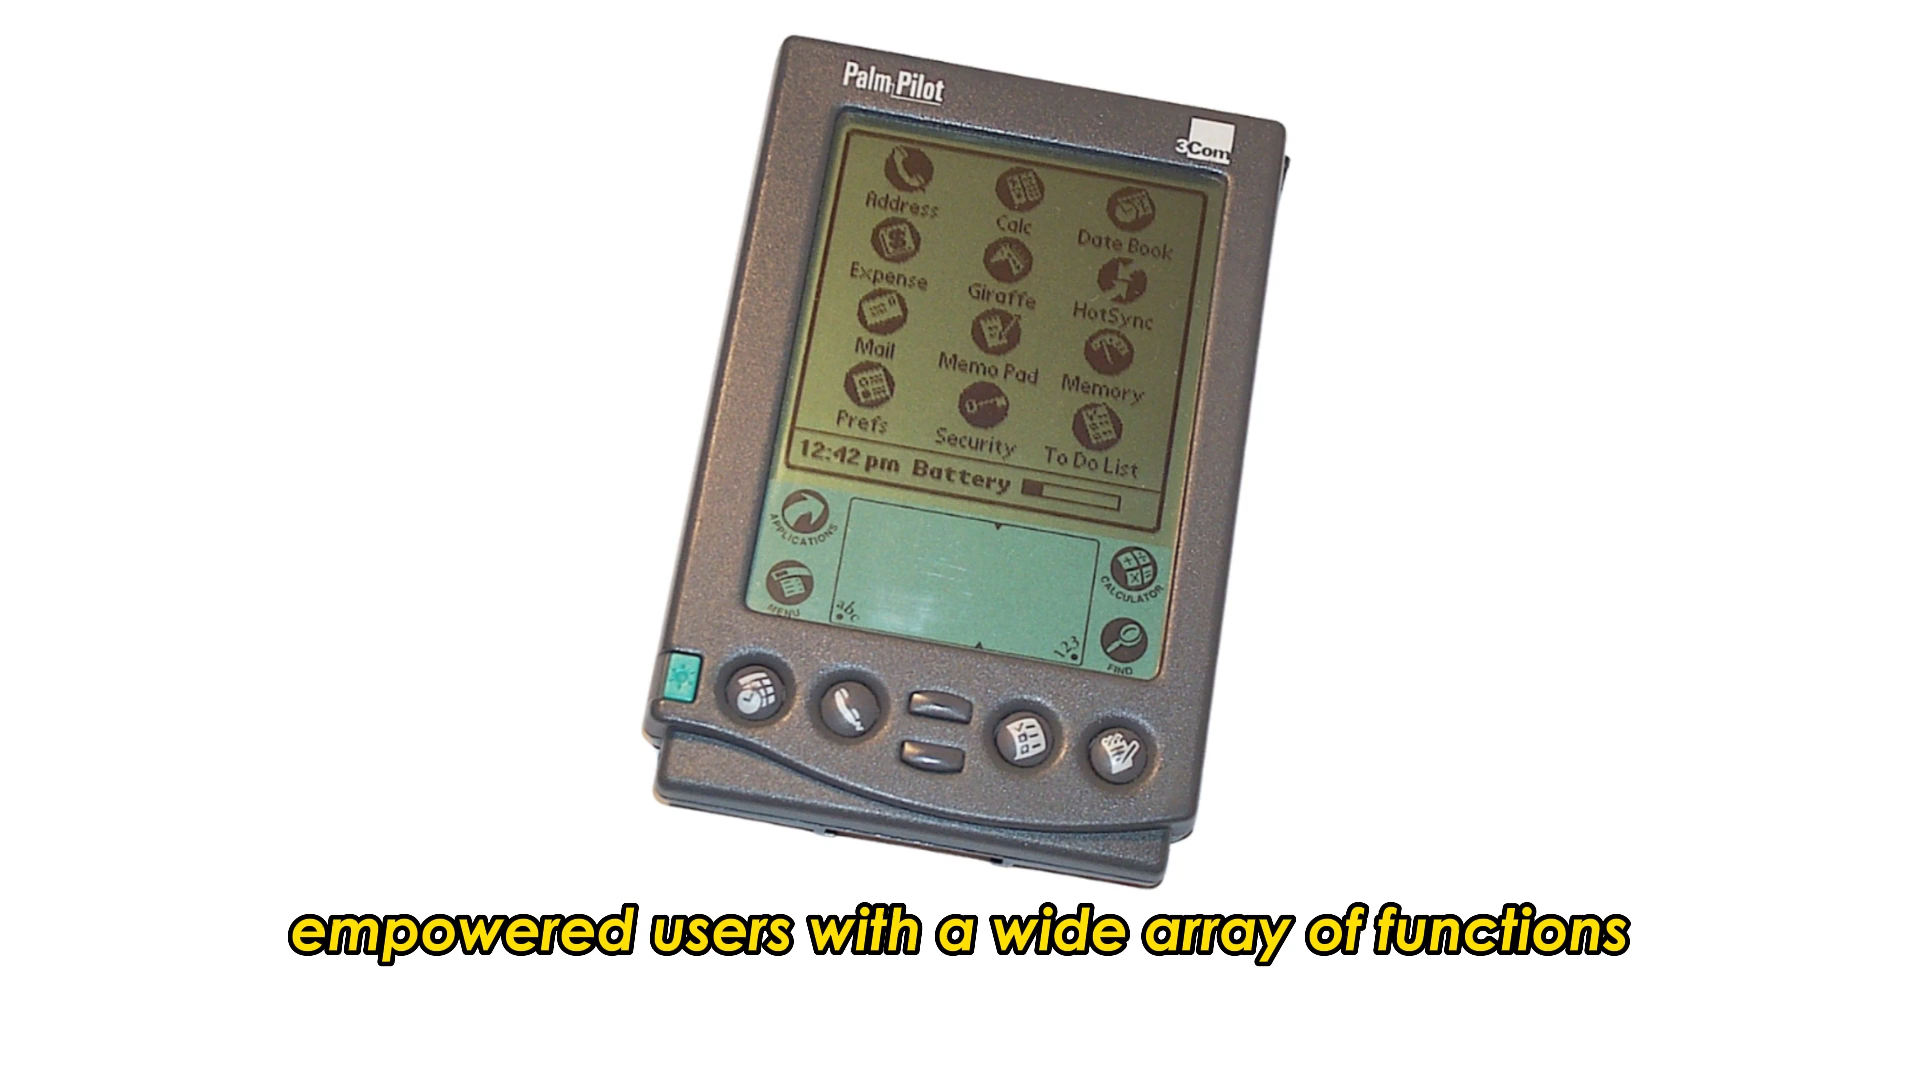 PalmPilot
3Com
Address Calc Date Book
Expense Giraffe HotSync
Mail Memo Pad Memory
Prefs Security To Do List
12:42 pm Battery
APPLICATIONS
MENU
abc
123
CALCULATOR
FIND
empowered users with a wide array of functions